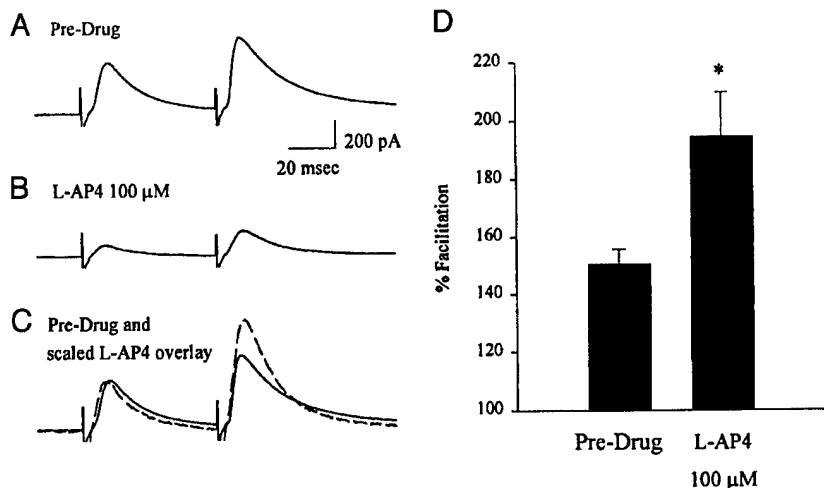 A
Pre-Drug
200 pA
20 msec
B
L-AP4 100 µM
C
Pre-Drug and
scaled L-AP4 overlay
D
220
*
200
180
160
140
120
100
% Facilitation
Pre-Drug
L-AP4
100 µM